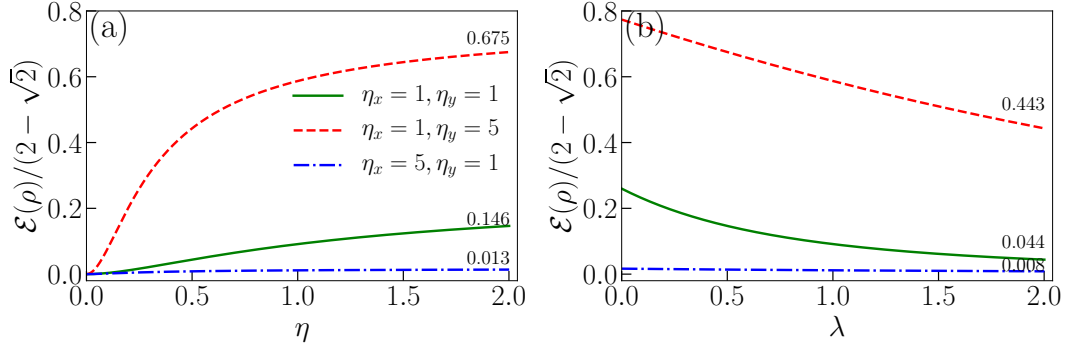 (a)
0.8
0.6
0.4
0.2
0.0
ℰ(ρ)/(2 − √2)
0.675
0.146
0.013
η_x = 1, η_y = 1
η_x = 1, η_y = 5
η_x = 5, η_y = 1
0.0 0.5 1.0 1.5 2.0
η
(b)
0.8
0.6
0.4
0.2
0.0
ℰ(ρ)/(2 − √2)
0.443
0.044
0.008
0.0 0.5 1.0 1.5 2.0
λ